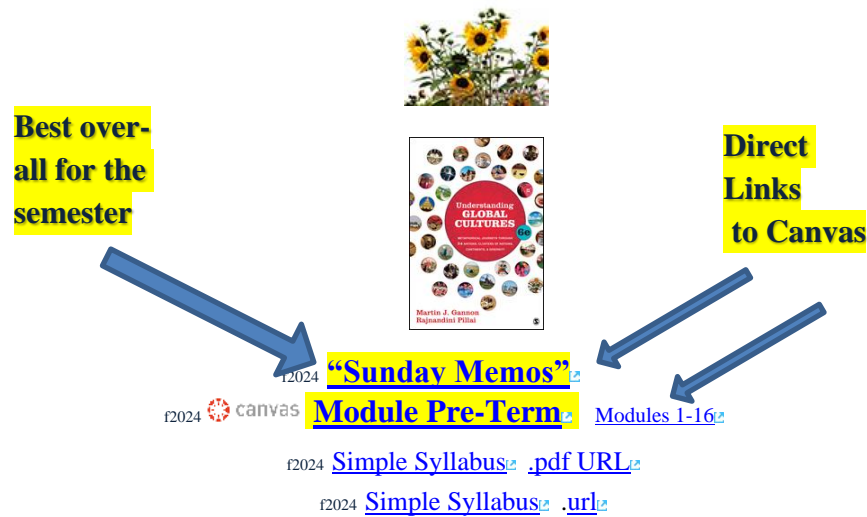 Best over-
all for the
semester
Direct
Links
to Canvas
Understanding
GLOBAL
CULTURES
6e
Martin J. Gannon
Rajnandini Pillai
f2024 “Sunday Memos”
f2024 canvas Module Pre-Term Modules 1-16
f2024 Simple Syllabus .pdf URL
f2024 Simple Syllabus .url